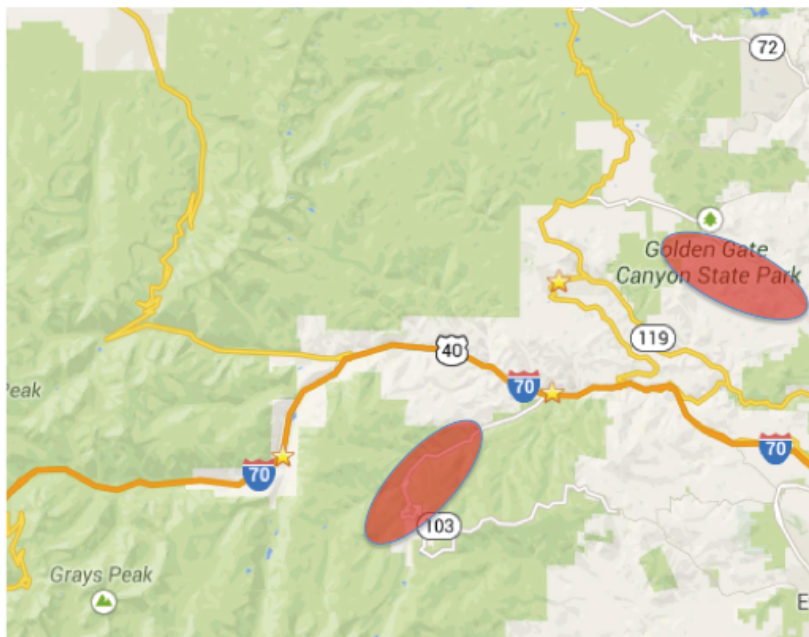 72
Golden Gate
Canyon State Park
119
40
70
Peak
70
70
103
Grays Peak
E